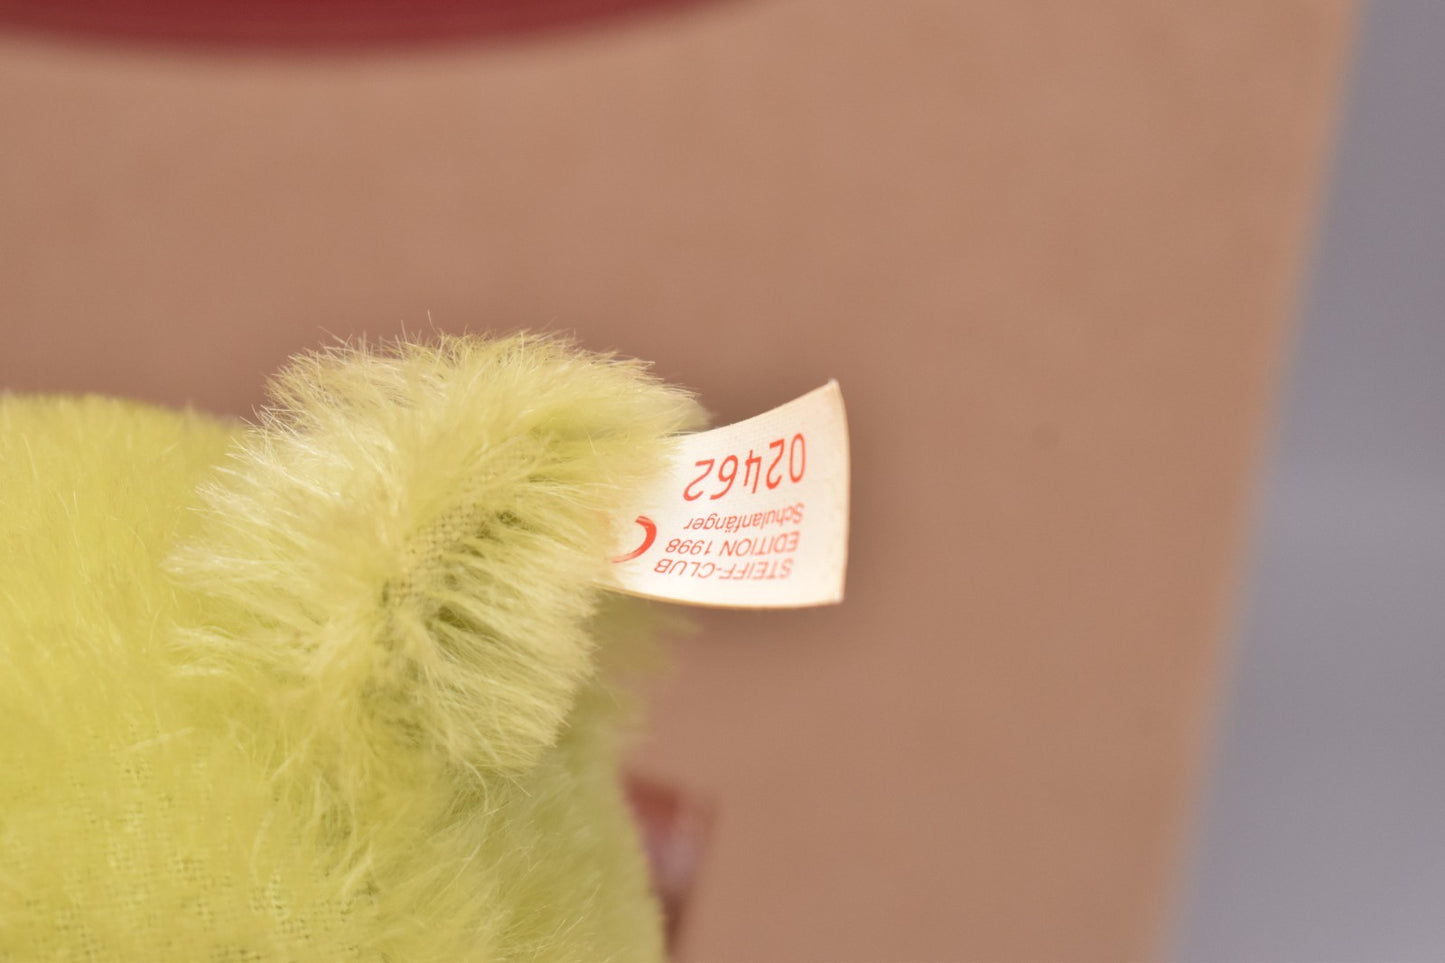 STEIFF-CLUB
EDITION 1998
Schulanfänger
02462